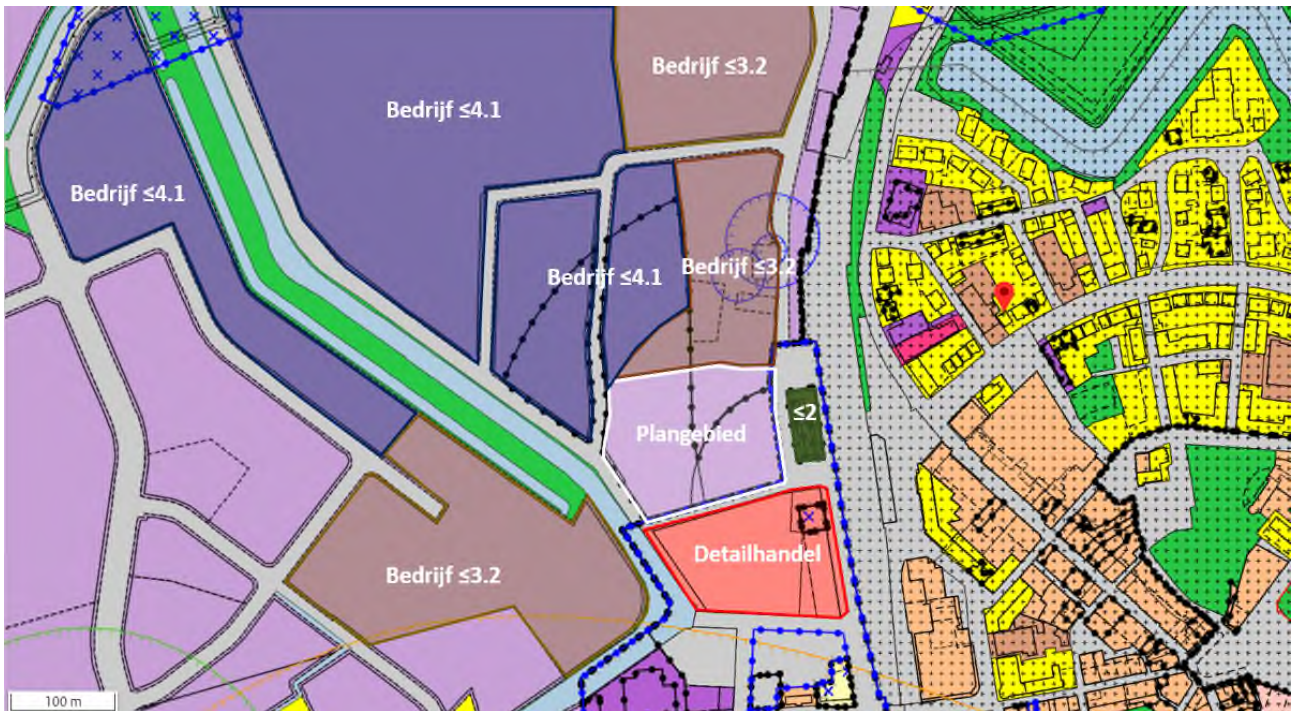 Bedrijf ≤3.2
Bedrijf ≤4.1
Bedrijf ≤4.1
Bedrijf ≤4.1
Bedrijf ≤3.2
≤2
Plangebied
Detailhandel
Bedrijf ≤3.2
100 m